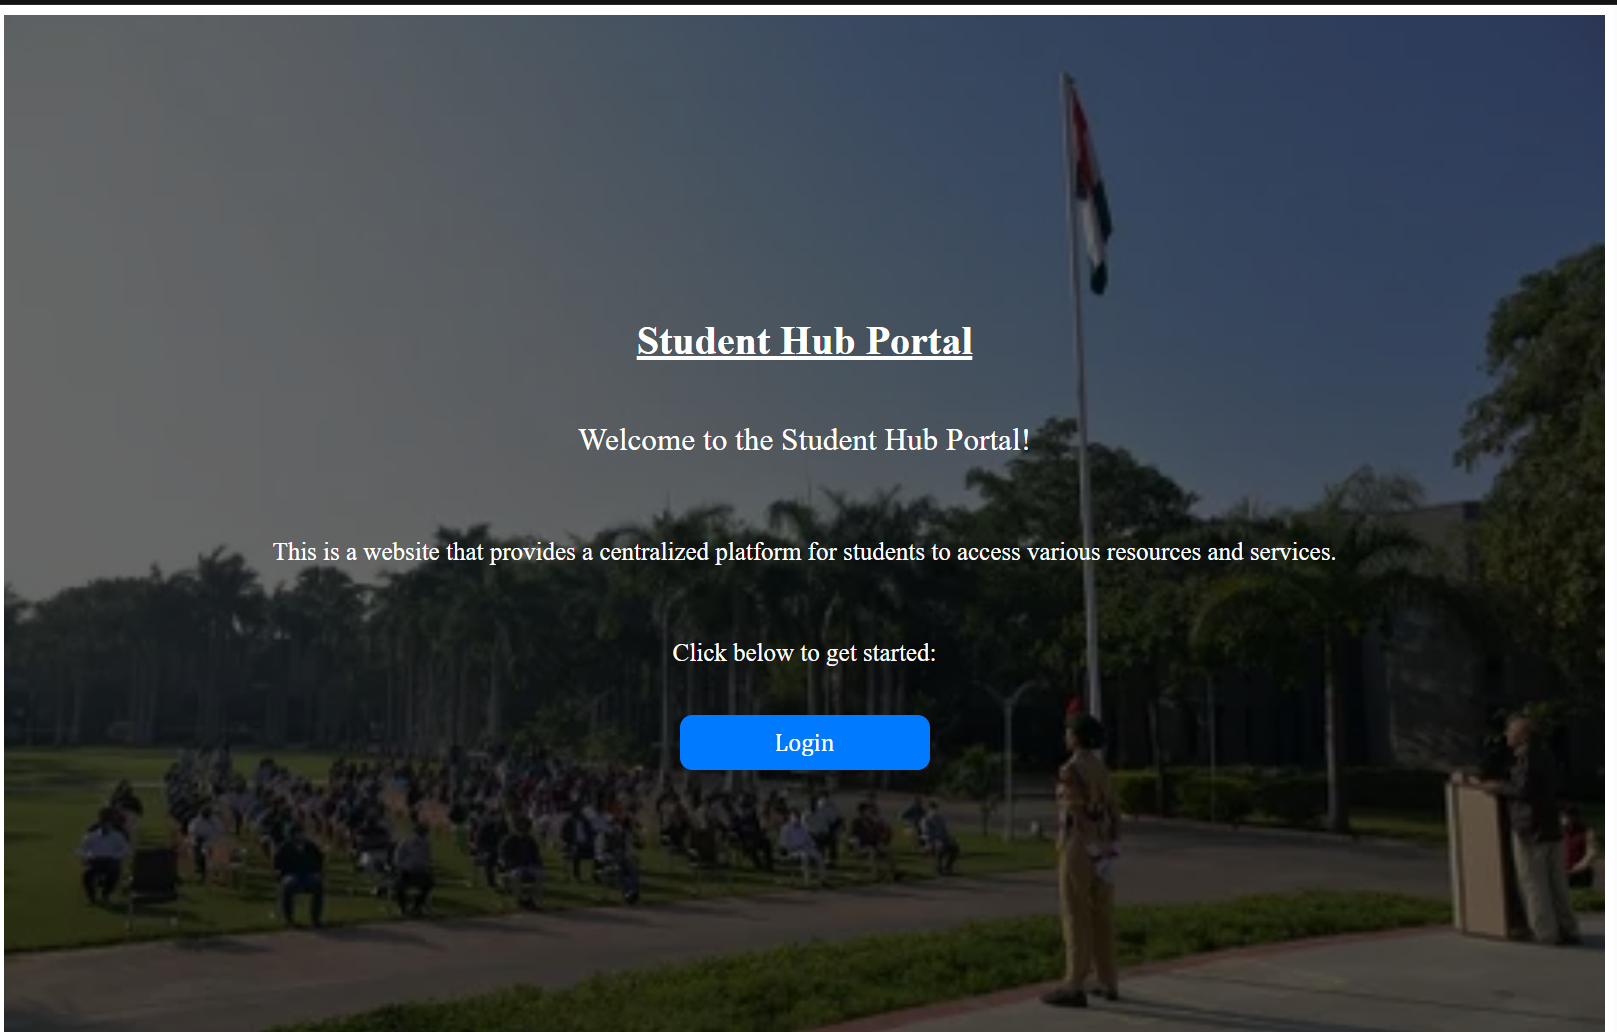 Student Hub Portal
Welcome to the Student Hub Portal!
This is a website that provides a centralized platform for students to access various resources and services.
Click below to get started:
Login